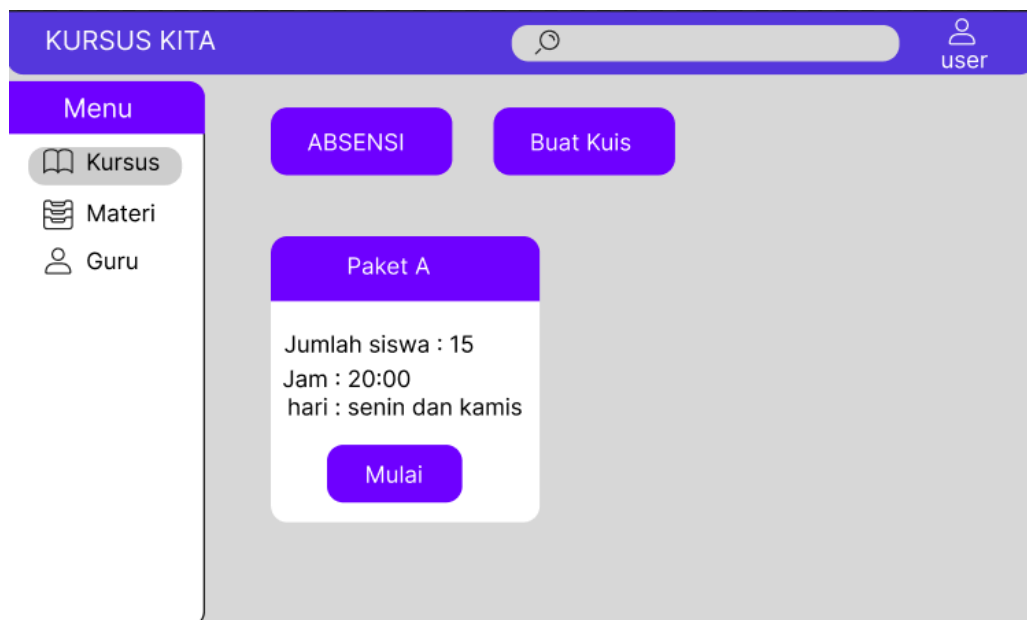 KURSUS KITA
user
Menu
Kursus
Materi
Guru
ABSENSI
Buat Kuis
Paket A
Jumlah siswa : 15
Jam : 20:00
hari : senin dan kamis
Mulai